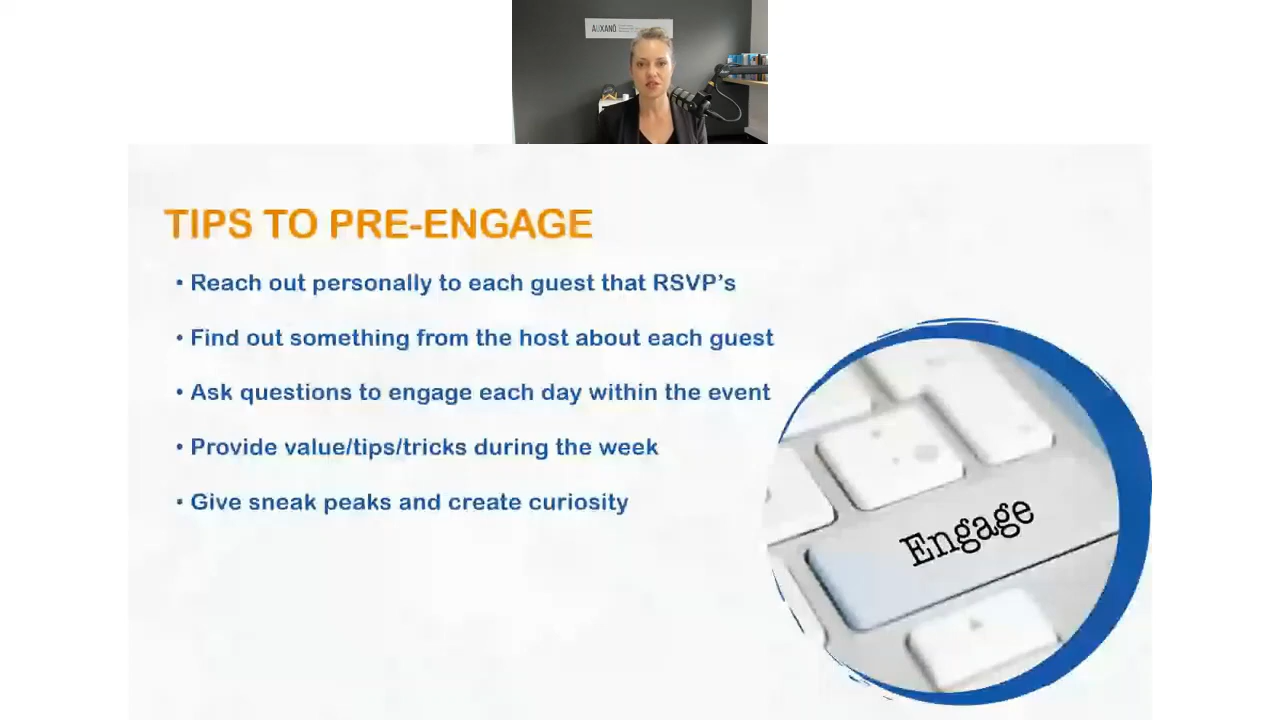 AUXANO
TIPS TO PRE-ENGAGE
• Reach out personally to each guest that RSVP’s
• Find out something from the host about each guest
• Ask questions to engage each day within the event
• Provide value/tips/tricks during the week
• Give sneak peaks and create curiosity
Engage